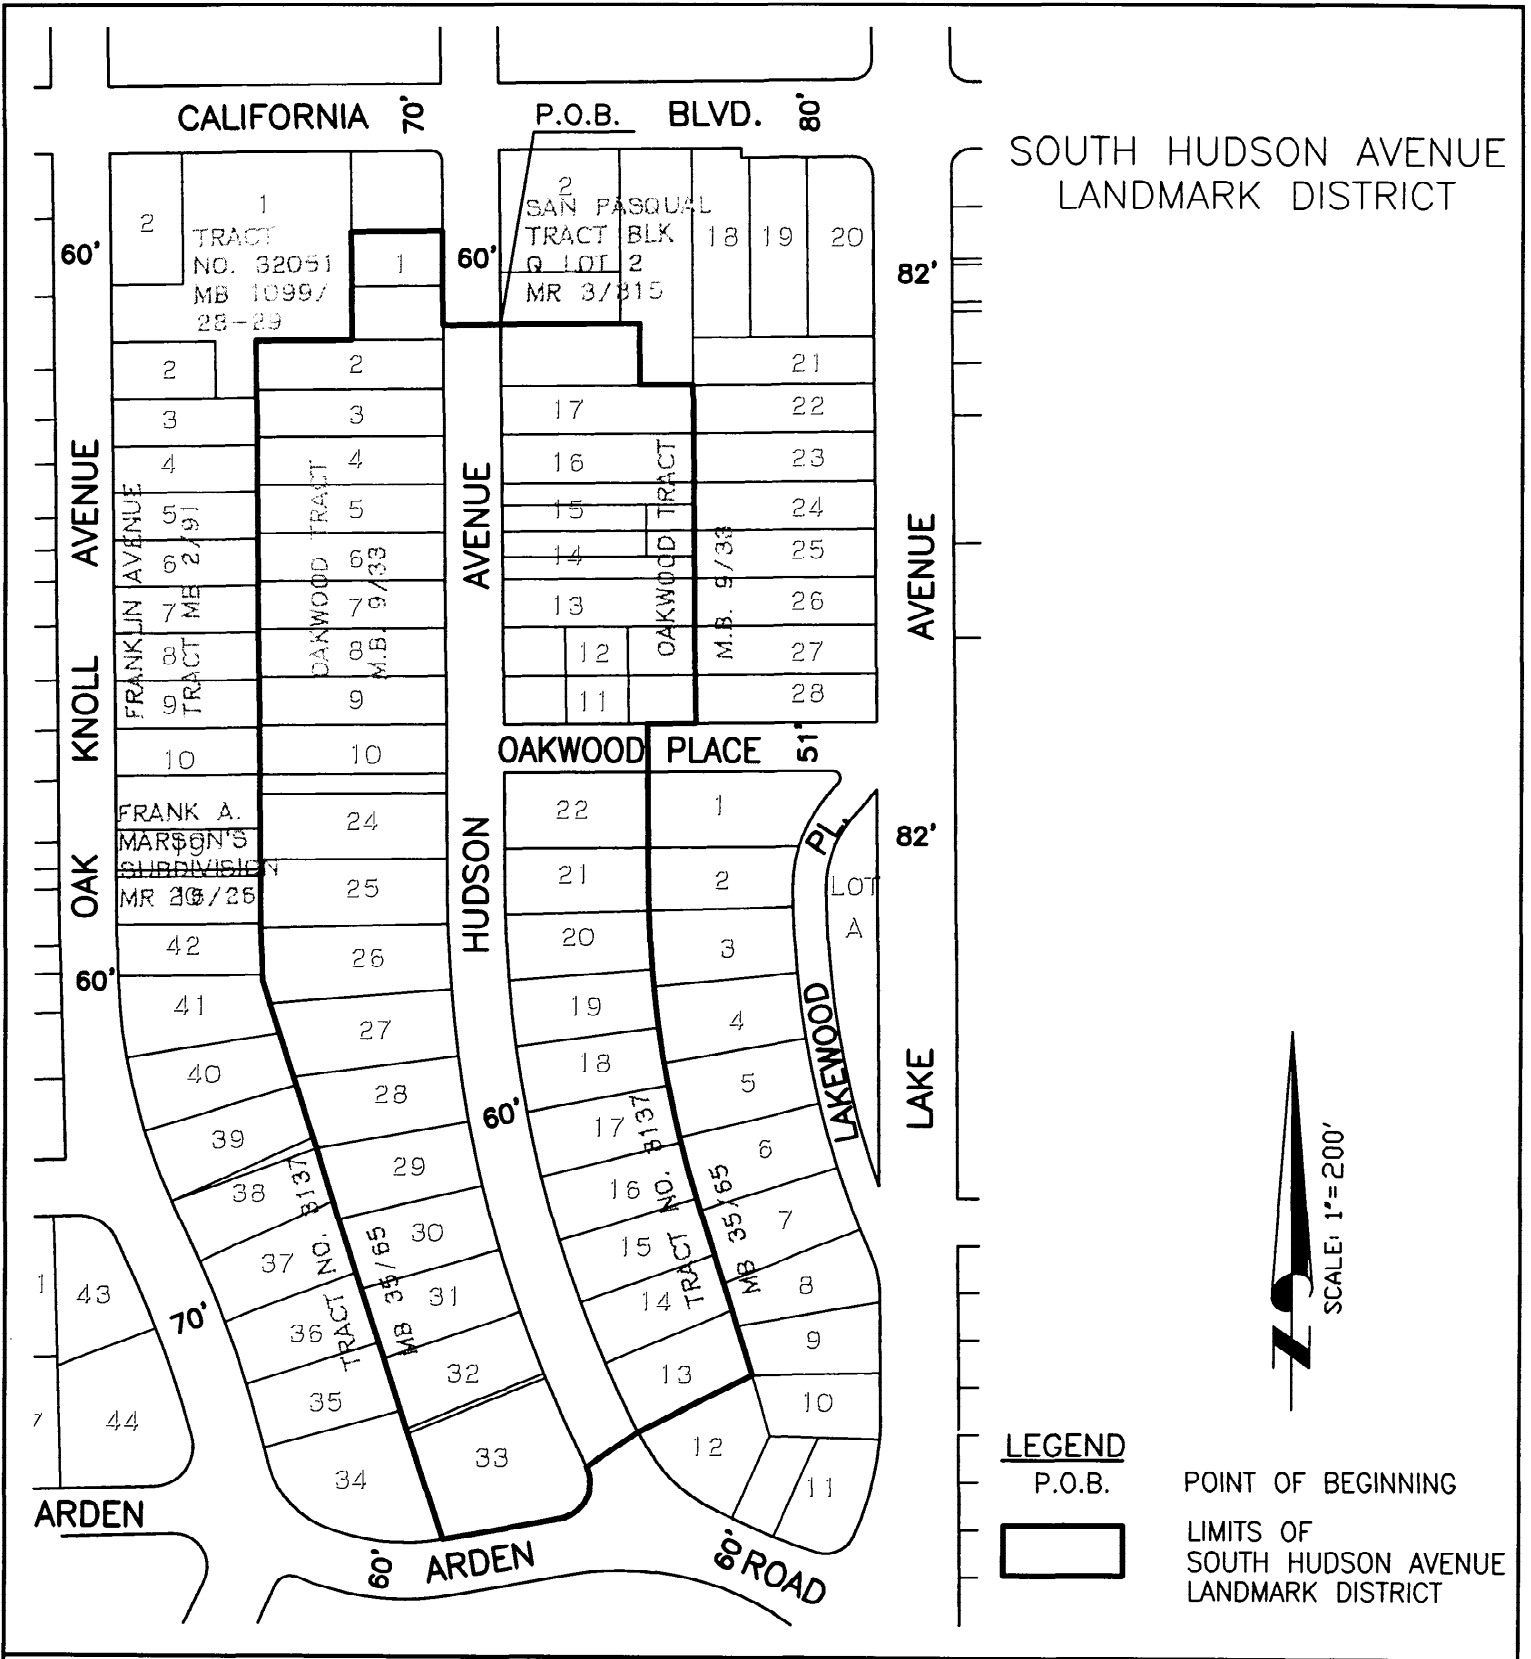 CALIFORNIA 70' P.O.B. BLVD. 80'
SOUTH HUDSON AVENUE
LANDMARK DISTRICT
2
1
TRACT
NO. 32051
MB 1099/
28-29
1
60'
60'
2
SAN PASQUAL
TRACT BLK
Q LOT 2
MR 3/315
18 19 20
82'
2
3
4
5
6
7
8
9
10
FRANKLIN AVENUE
TRACT MB 2/91
2
3
4
5
6
7
8
9
10
OAKWOOD TRACT
M.B. 9/33
17
16
15
14
13
12
11
OAKWOOD TRACT
M.B. 9/33
21
22
23
24
25
26
27
28
OAK KNOLL AVENUE
HUDSON AVENUE
LAKE AVENUE
OAKWOOD PLACE 51'
FRANK A.
MARSON'S
SUBDIVISION
42
41
40
39
38
37
36
35
34
60'
24
25
26
27
28
29
30
31
32
33
TRACT NO. 8137
MB 35/65
60'
22
21
20
19
18
17
16
15
14
13
12
TRACT NO. 8137
MB 35/65
1
2
3
4
5
6
7
8
9
10
11
LAKEWOOD PL.
LOT
A
82'
1
43
7
44
70'
ARDEN
60'
ARDEN
60'
ROAD
SCALE: 1"=200'
N
LEGEND
P.O.B. POINT OF BEGINNING
LIMITS OF
SOUTH HUDSON AVENUE
LANDMARK DISTRICT